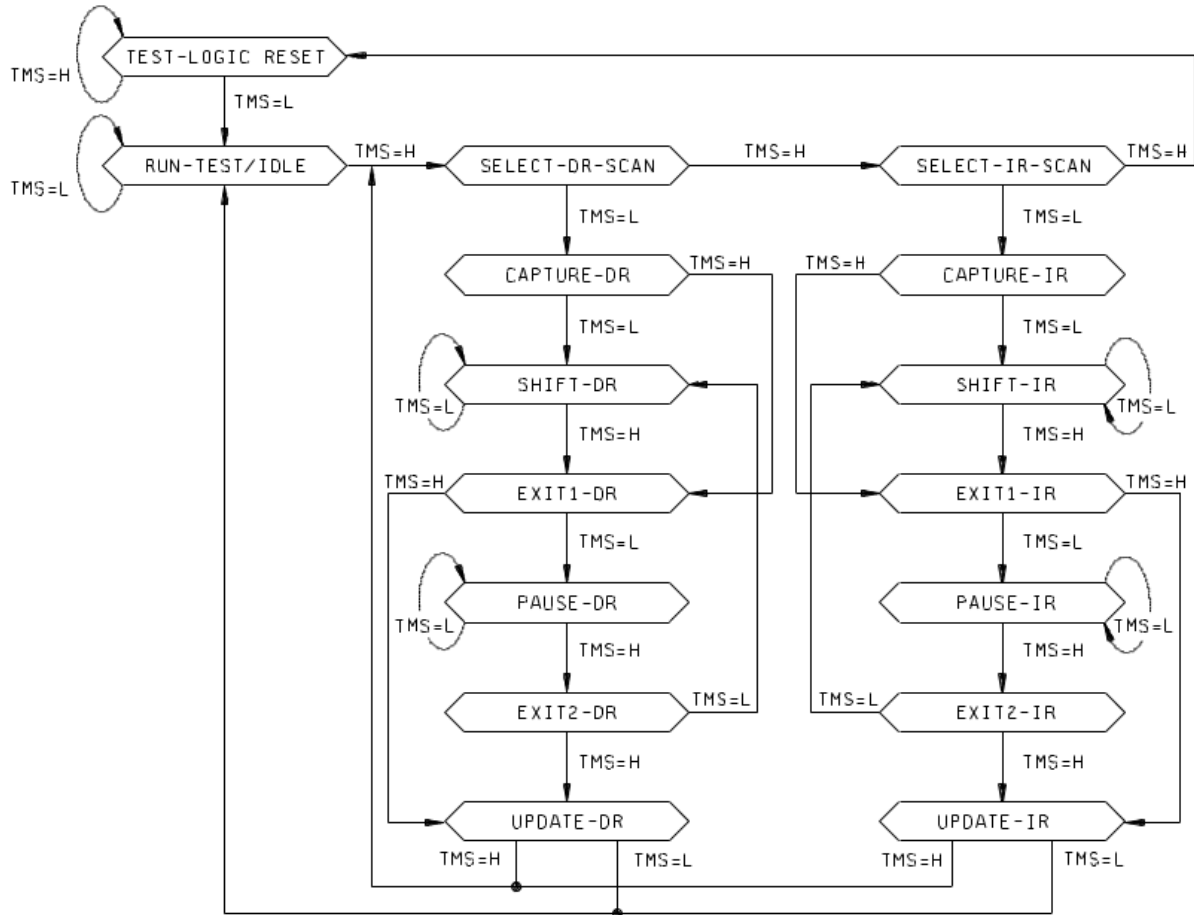 TEST-LOGIC RESET
TMS=H
TMS=L
RUN-TEST/IDLE
TMS=L
TMS=H
SELECT-DR-SCAN
TMS=H
SELECT-IR-SCAN
TMS=H
TMS=L
TMS=L
CAPTURE-DR
TMS=H
TMS=H
CAPTURE-IR
TMS=L
TMS=L
SHIFT-DR
TMS=L
SHIFT-IR
TMS=L
TMS=H
TMS=H
TMS=H
EXIT1-DR
EXIT1-IR
TMS=H
TMS=L
TMS=L
PAUSE-DR
TMS=L
PAUSE-IR
TMS=L
TMS=H
TMS=H
EXIT2-DR
TMS=L
TMS=L
EXIT2-IR
TMS=H
TMS=H
UPDATE-DR
UPDATE-IR
TMS=H
TMS=L
TMS=H
TMS=L